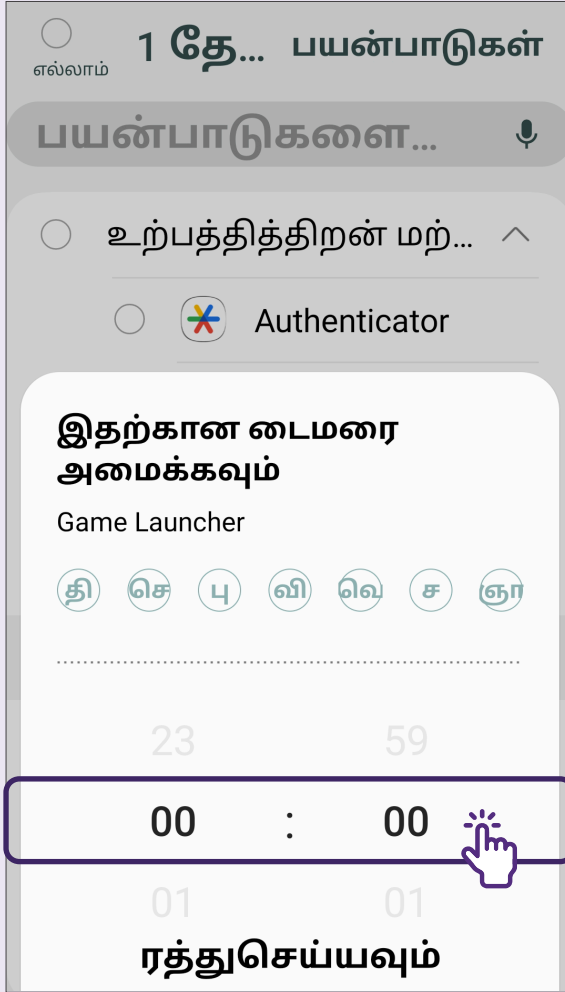 1 தே... பயன்பாடுகள்
எல்லாம்
பயன்பாடுகளை...
உற்பத்தித்திறன் மற்...
Authenticator
இதற்கான டைமரை
அமைக்கவும்
Game Launcher
தி செ பு வி வெ ச ஞா
23 59
00 : 00
01 01
ரத்துசெய்யவும்